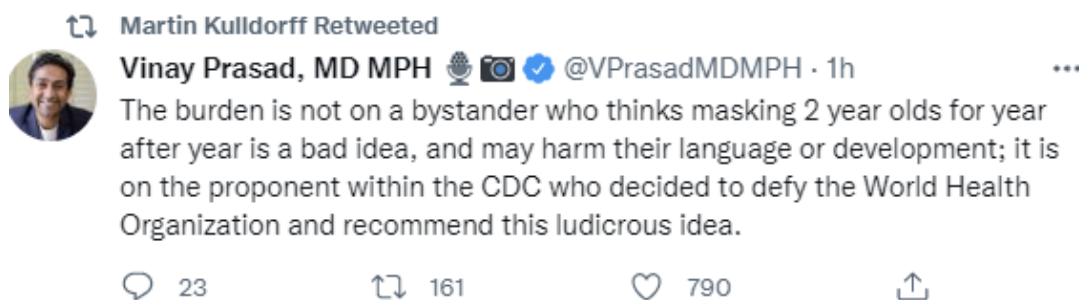 Martin Kulldorff Retweeted
Vinay Prasad, MD MPH 🎙️📷 @VPrasadMDMPH · 1h
The burden is not on a bystander who thinks masking 2 year olds for year
after year is a bad idea, and may harm their language or development; it is
on the proponent within the CDC who decided to defy the World Health
Organization and recommend this ludicrous idea.
23 161 790